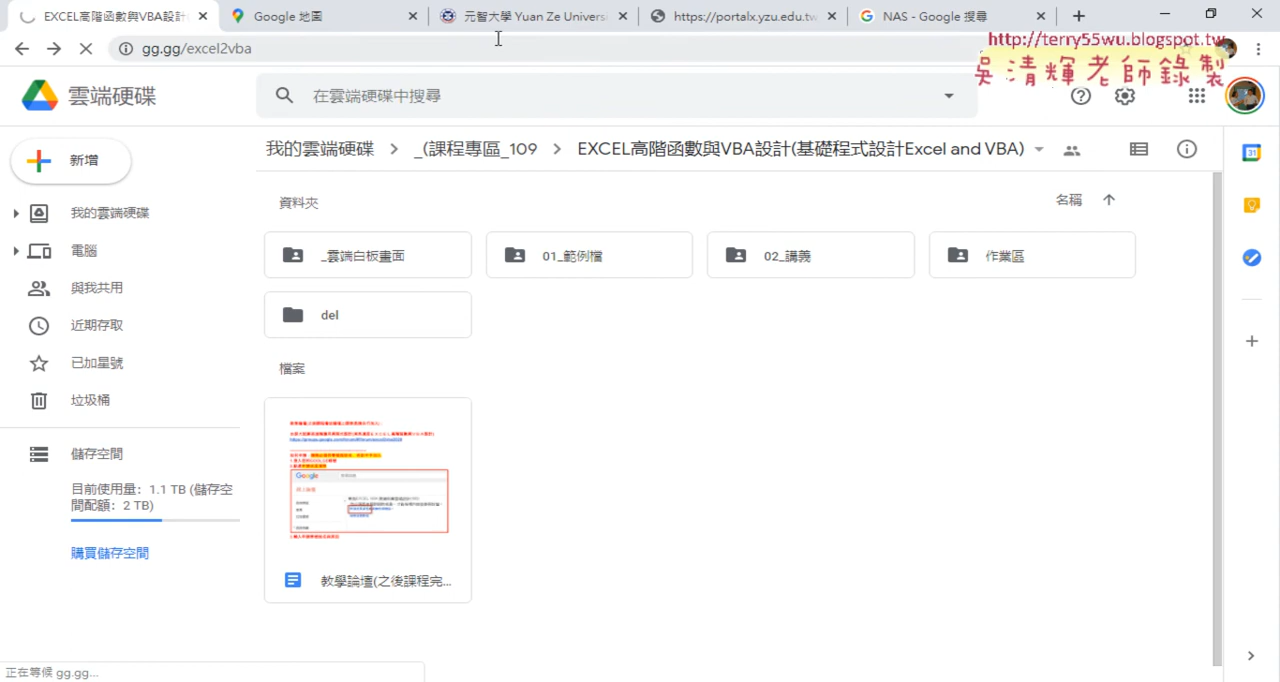 EXCEL高階函數與VBA設計
Google 地圖
元智大學 Yuan Ze Univers
https://portalx.yzu.edu.tw
NAS - Google 搜尋
gg.gg/excel2vba
http://terry55wu.blogspot.tw
吳清輝老師錄製
雲端硬碟
在雲端硬碟中搜尋
新增
我的雲端硬碟
電腦
與我共用
近期存取
已加星號
垃圾桶
儲存空間
目前使用量：1.1 TB (儲存空
間配額：2 TB)
購買儲存空間
我的雲端硬碟 > _(課程專區_109 > EXCEL高階函數與VBA設計(基礎程式設計Excel and VBA)
資料夾
名稱
_雲端白板畫面
01_範例檔
02_講義
作業區
del
檔案
Google
教學論壇(之後課程完...
31
正在等候 gg.gg...